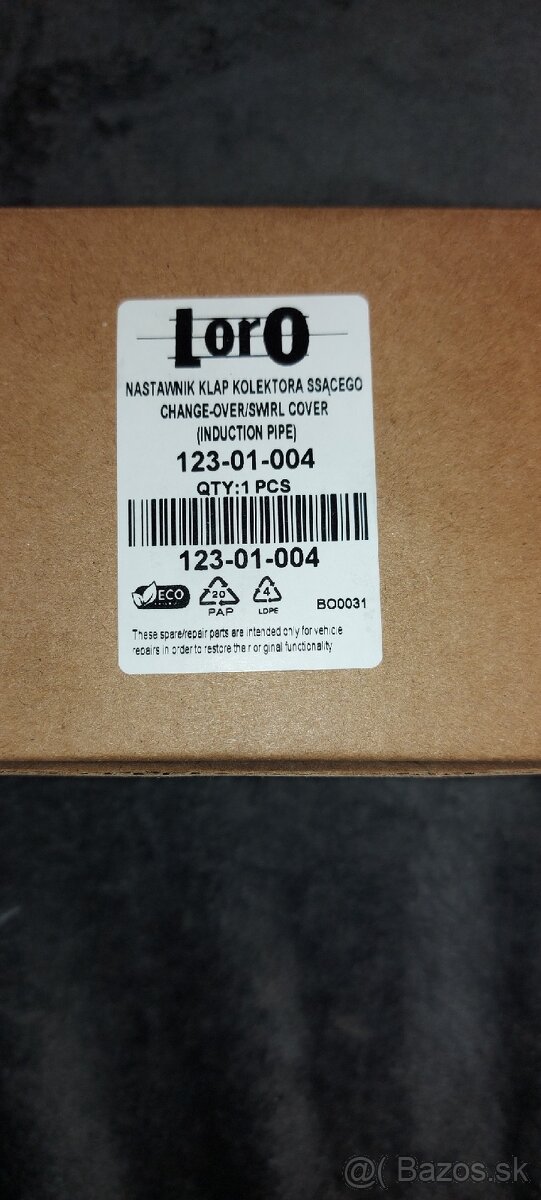 LorO
NASTAWNIK KLAP KOLEKTORA SSĄCEGO
CHANGE-OVER/SWIRL COVER
(INDUCTION PIPE)
123-01-004
QTY:1 PCS
123-01-004
ECO
20
PAP
4
LDPE
BO0031
These spare/repair parts are intended only for vehicle
repairs in order to restore their original functionality
@( Bazos.sk